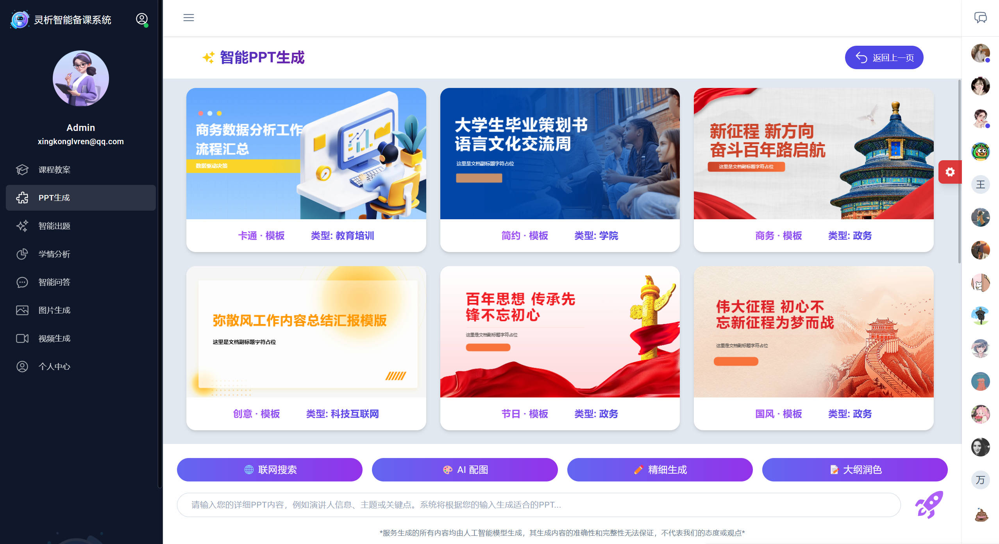 灵析智能备课系统
Admin
xingkonglvren@qq.com
课程教案
PPT生成
智能出题
学情分析
智能问答
图片生成
视频生成
个人中心
智能PPT生成
返回上一页
商务数据分析工作
流程汇总
数据驱动决策
卡通 · 模板
类型: 教育培训
大学生毕业策划书
语言文化交流周
这里是文档副标题字符占位
简约 · 模板
类型: 学院
新征程 新方向
奋斗百年路启航
这里是文档副标题字符占位
商务 · 模板
类型: 政务
弥散风工作内容总结汇报模版
这里是文档副标题字符占位
创意 · 模板
类型: 科技互联网
百年思想 传承先
锋不忘初心
这里是文档副标题字符占位
节日 · 模板
类型: 政务
伟大征程 初心不
忘新征程为梦而战
这里是文档副标题字符占位
国风 · 模板
类型: 政务
联网搜索
AI 配图
精细生成
大纲润色
请输入您的详细PPT内容，例如演讲人信息、主题或关键点。系统将根据您的输入生成适合的PPT...
*服务生成的所有内容均由人工智能模型生成，其生成内容的准确性和完整性无法保证，不代表我们的态度或观点*
王
万